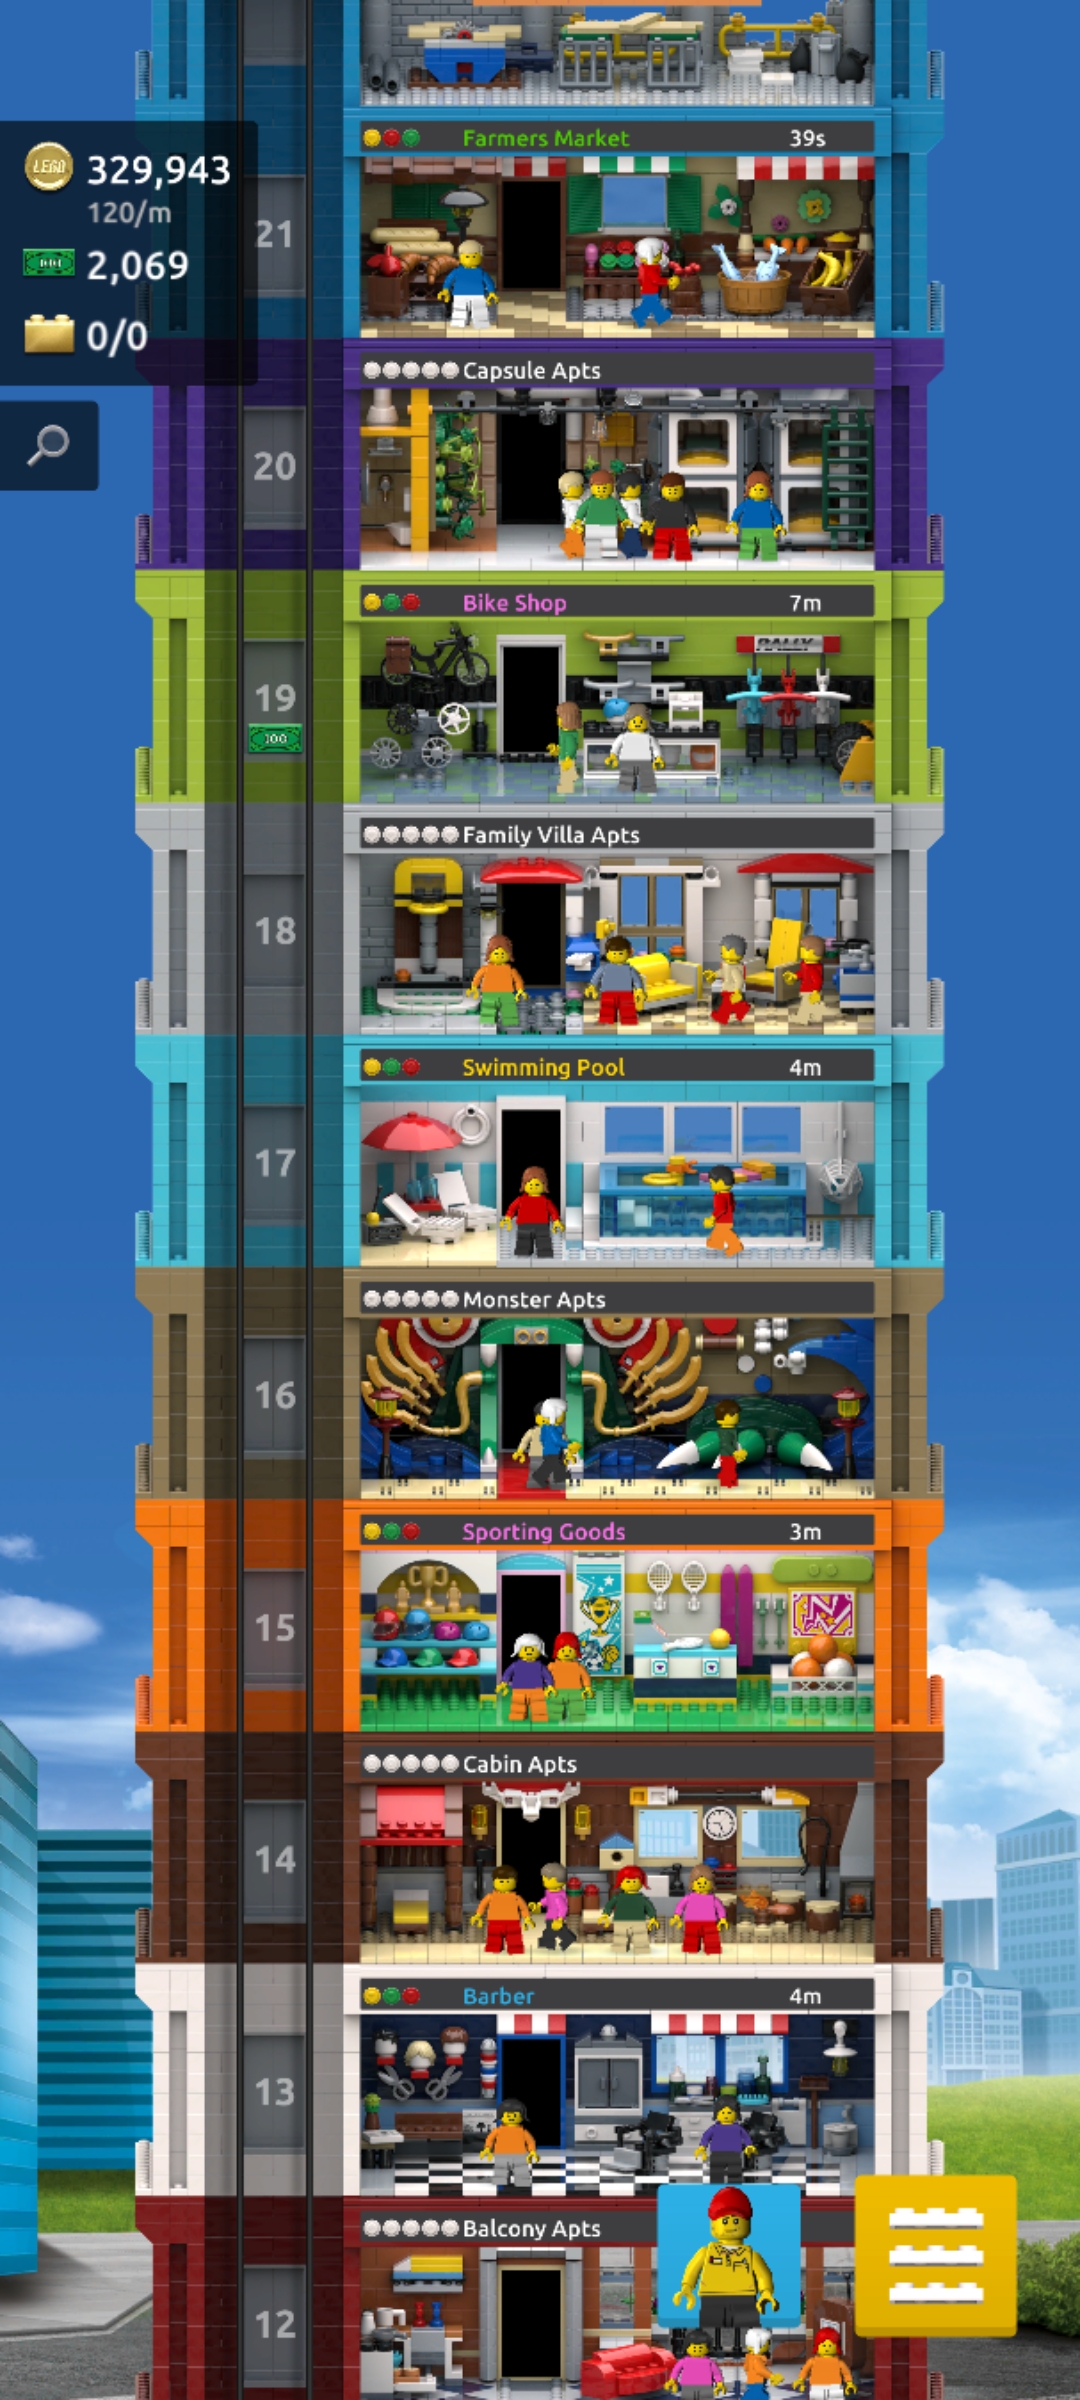 Farmers Market 39s
LEGO 329,943
120/m
21
2,069
0/0
Capsule Apts
20
Bike Shop 7m
RALLY
19
100
Family Villa Apts
18
Swimming Pool 4m
17
Monster Apts
16
Sporting Goods 3m
15
N
Cabin Apts
14
Barber 4m
13
Balcony Apts
12